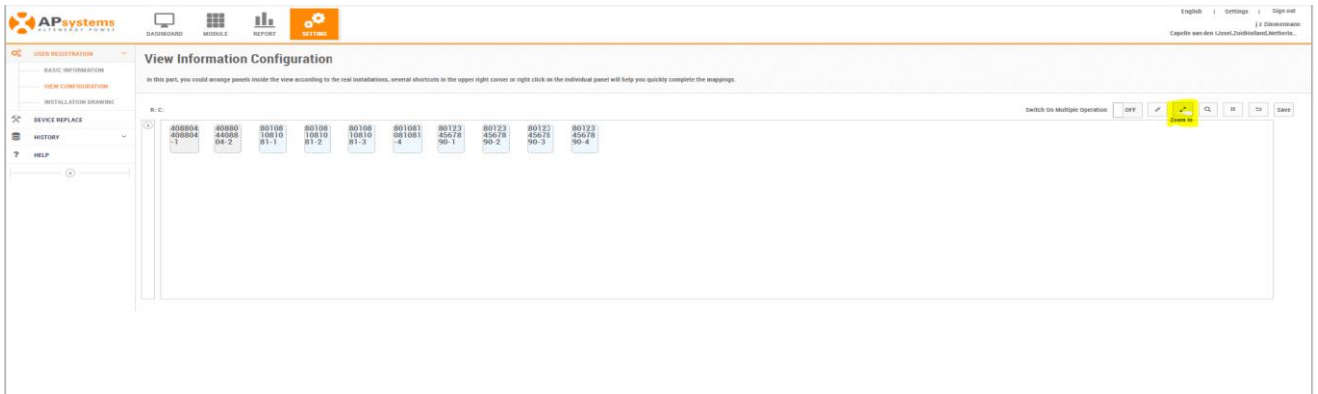 English | Settings | Sign out
APsystems
ALTENERGY POWER
DASHBOARD MODULE REPORT SETTING
j J Zimmermann
Capelle aan den IJssel,ZuidHolland,Netherla...
USER REGISTRATION
BASIC INFORMATION
VIEW CONFIGURATION
INSTALLATION DRAWING
DEVICE REPLACE
HISTORY
? HELP
View Information Configuration
In this part, you could arrange panels inside the view according to the real installations, several shortcuts in the upper right corner or right click on the individual panel will help you quickly complete the mappings.
R: C:
Switch On Multiple Operation OFF Save
Zoom In
408804 40880 80108 80108 80108 801081 80123 80123 80123 80123
408804 44088 10810 10810 10810 081081 45678 45678 45678 45678
-1 04-2 81-1 81-2 81-3 -4 90-1 90-2 90-3 90-4